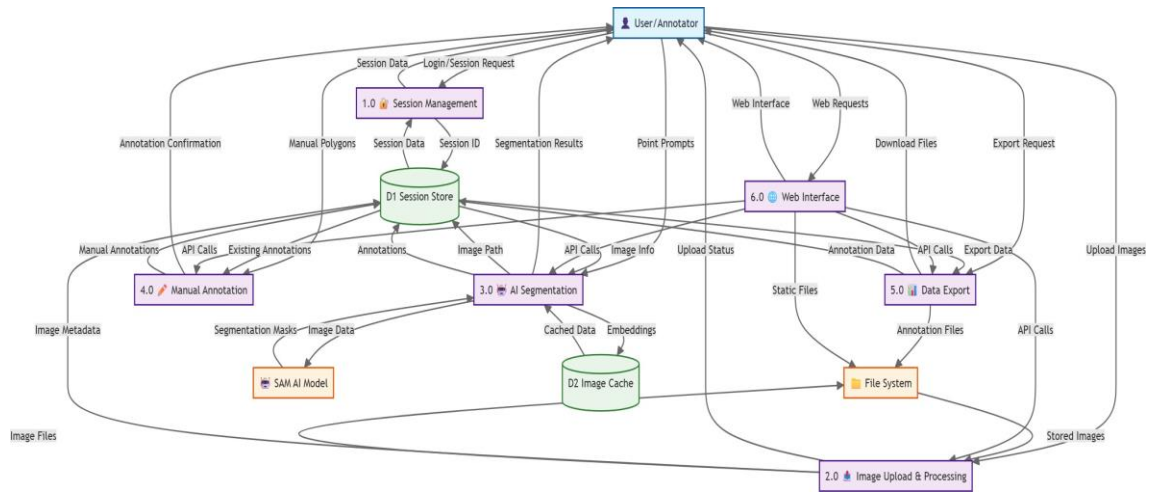 User/Annotator
Session Data
Login/Session Request
1.0 Session Management
Web Interface
Web Requests
Annotation Confirmation
Manual Polygons
Session Data
Session ID
Segmentation Results
Point Prompts
Download Files
Export Request
D1 Session Store
6.0 Web Interface
Manual Annotations
API Calls
Existing Annotations
Annotations
Image Path
API Calls
Image Info
Upload Status
Annotation Data
API Calls
Export Data
Upload Images
4.0 Manual Annotation
3.0 AI Segmentation
Static Files
5.0 Data Export
Image Metadata
Segmentation Masks
Image Data
Cached Data
Embeddings
Annotation Files
API Calls
SAM AI Model
D2 Image Cache
File System
Image Files
Stored Images
2.0 Image Upload & Processing